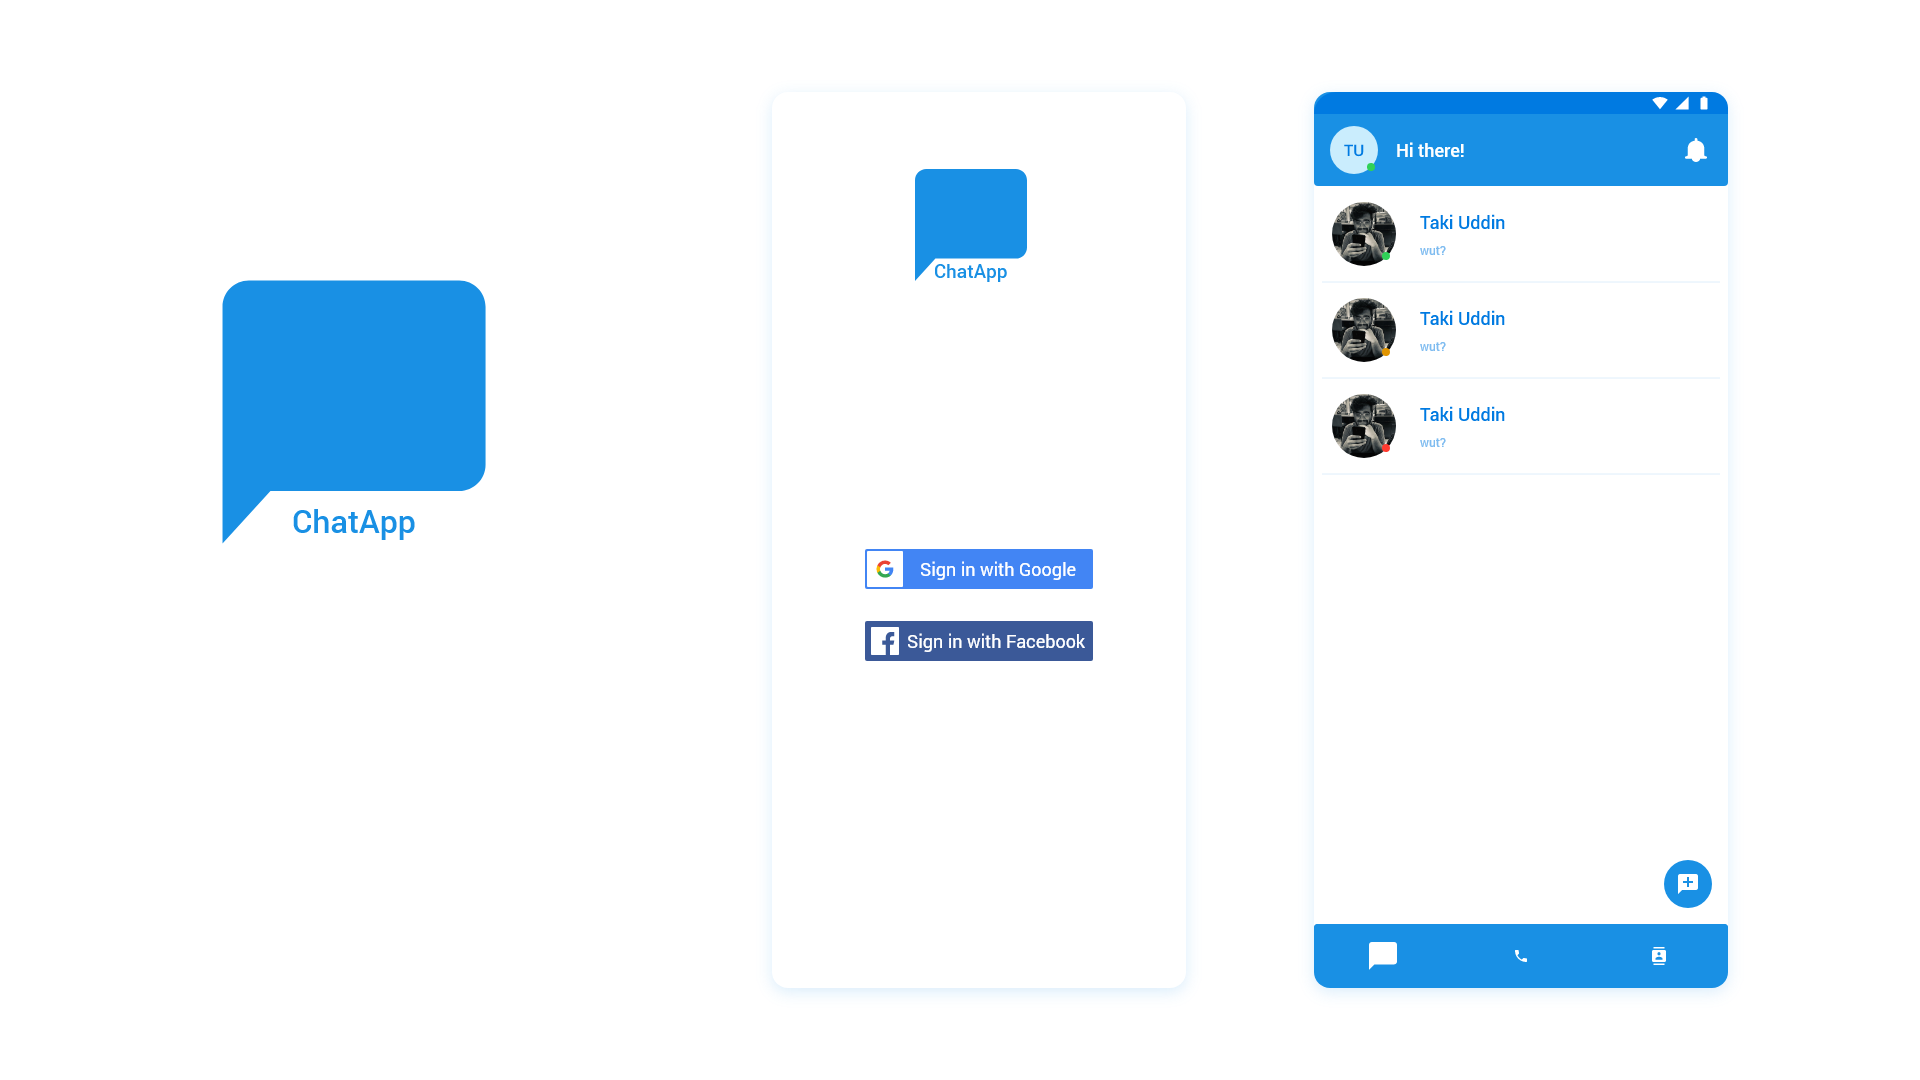 ChatApp
ChatApp
Sign in with Google
Sign in with Facebook
TU
Hi there!
Taki Uddin
wut?
Taki Uddin
wut?
Taki Uddin
wut?